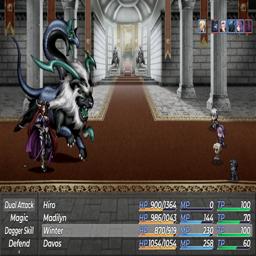 Dual Attack Hiro HP 900/1364 MP 0 TP 100
Magic Madilyn HP 986/1043 MP 144 TP 70
Dagger Skill Winter HP 870/919 MP 230 TP 100
Defend Davos HP 1054/1054 MP 258 TP 60